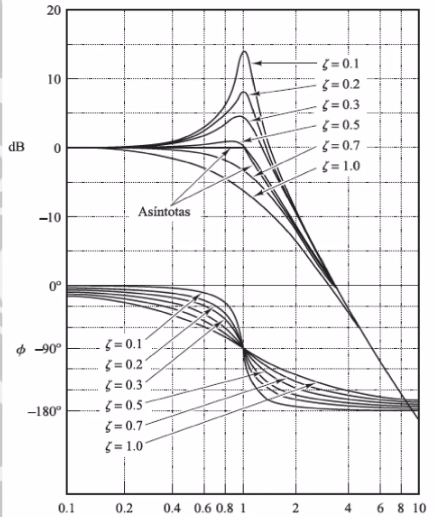 20
10
dB
0
-10
Asíntotas
ζ = 0.1
ζ = 0.2
ζ = 0.3
ζ = 0.5
ζ = 0.7
ζ = 1.0
0°
ϕ -90°
-180°
ζ = 0.1
ζ = 0.2
ζ = 0.3
ζ = 0.5
ζ = 0.7
ζ = 1.0
0.1 0.2 0.4 0.6 0.8 1 2 4 6 8 10